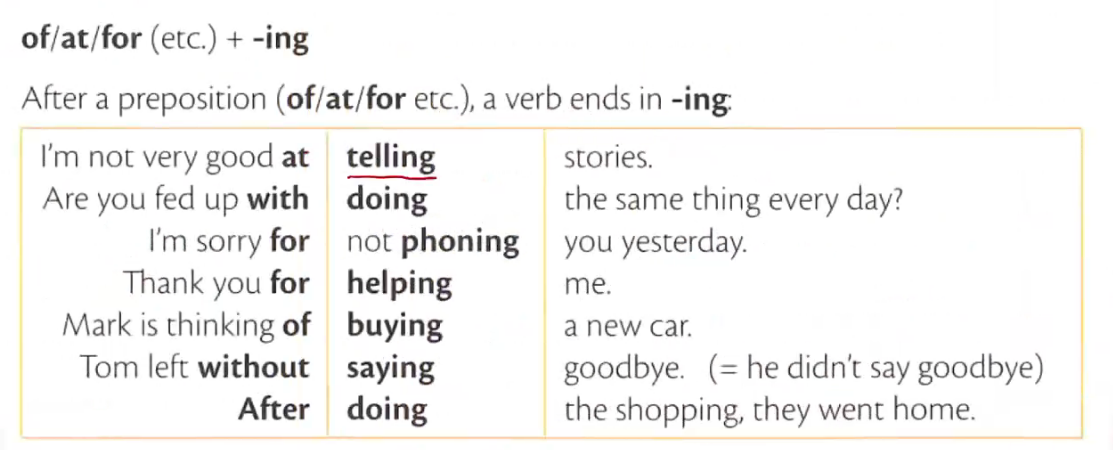 of/at/for (etc.) + -ing
After a preposition (of/at/for etc.), a verb ends in -ing:
I'm not very good at telling stories.
Are you fed up with doing the same thing every day?
I'm sorry for not phoning you yesterday.
Thank you for helping me.
Mark is thinking of buying a new car.
Tom left without saying goodbye. (= he didn't say goodbye)
After doing the shopping, they went home.